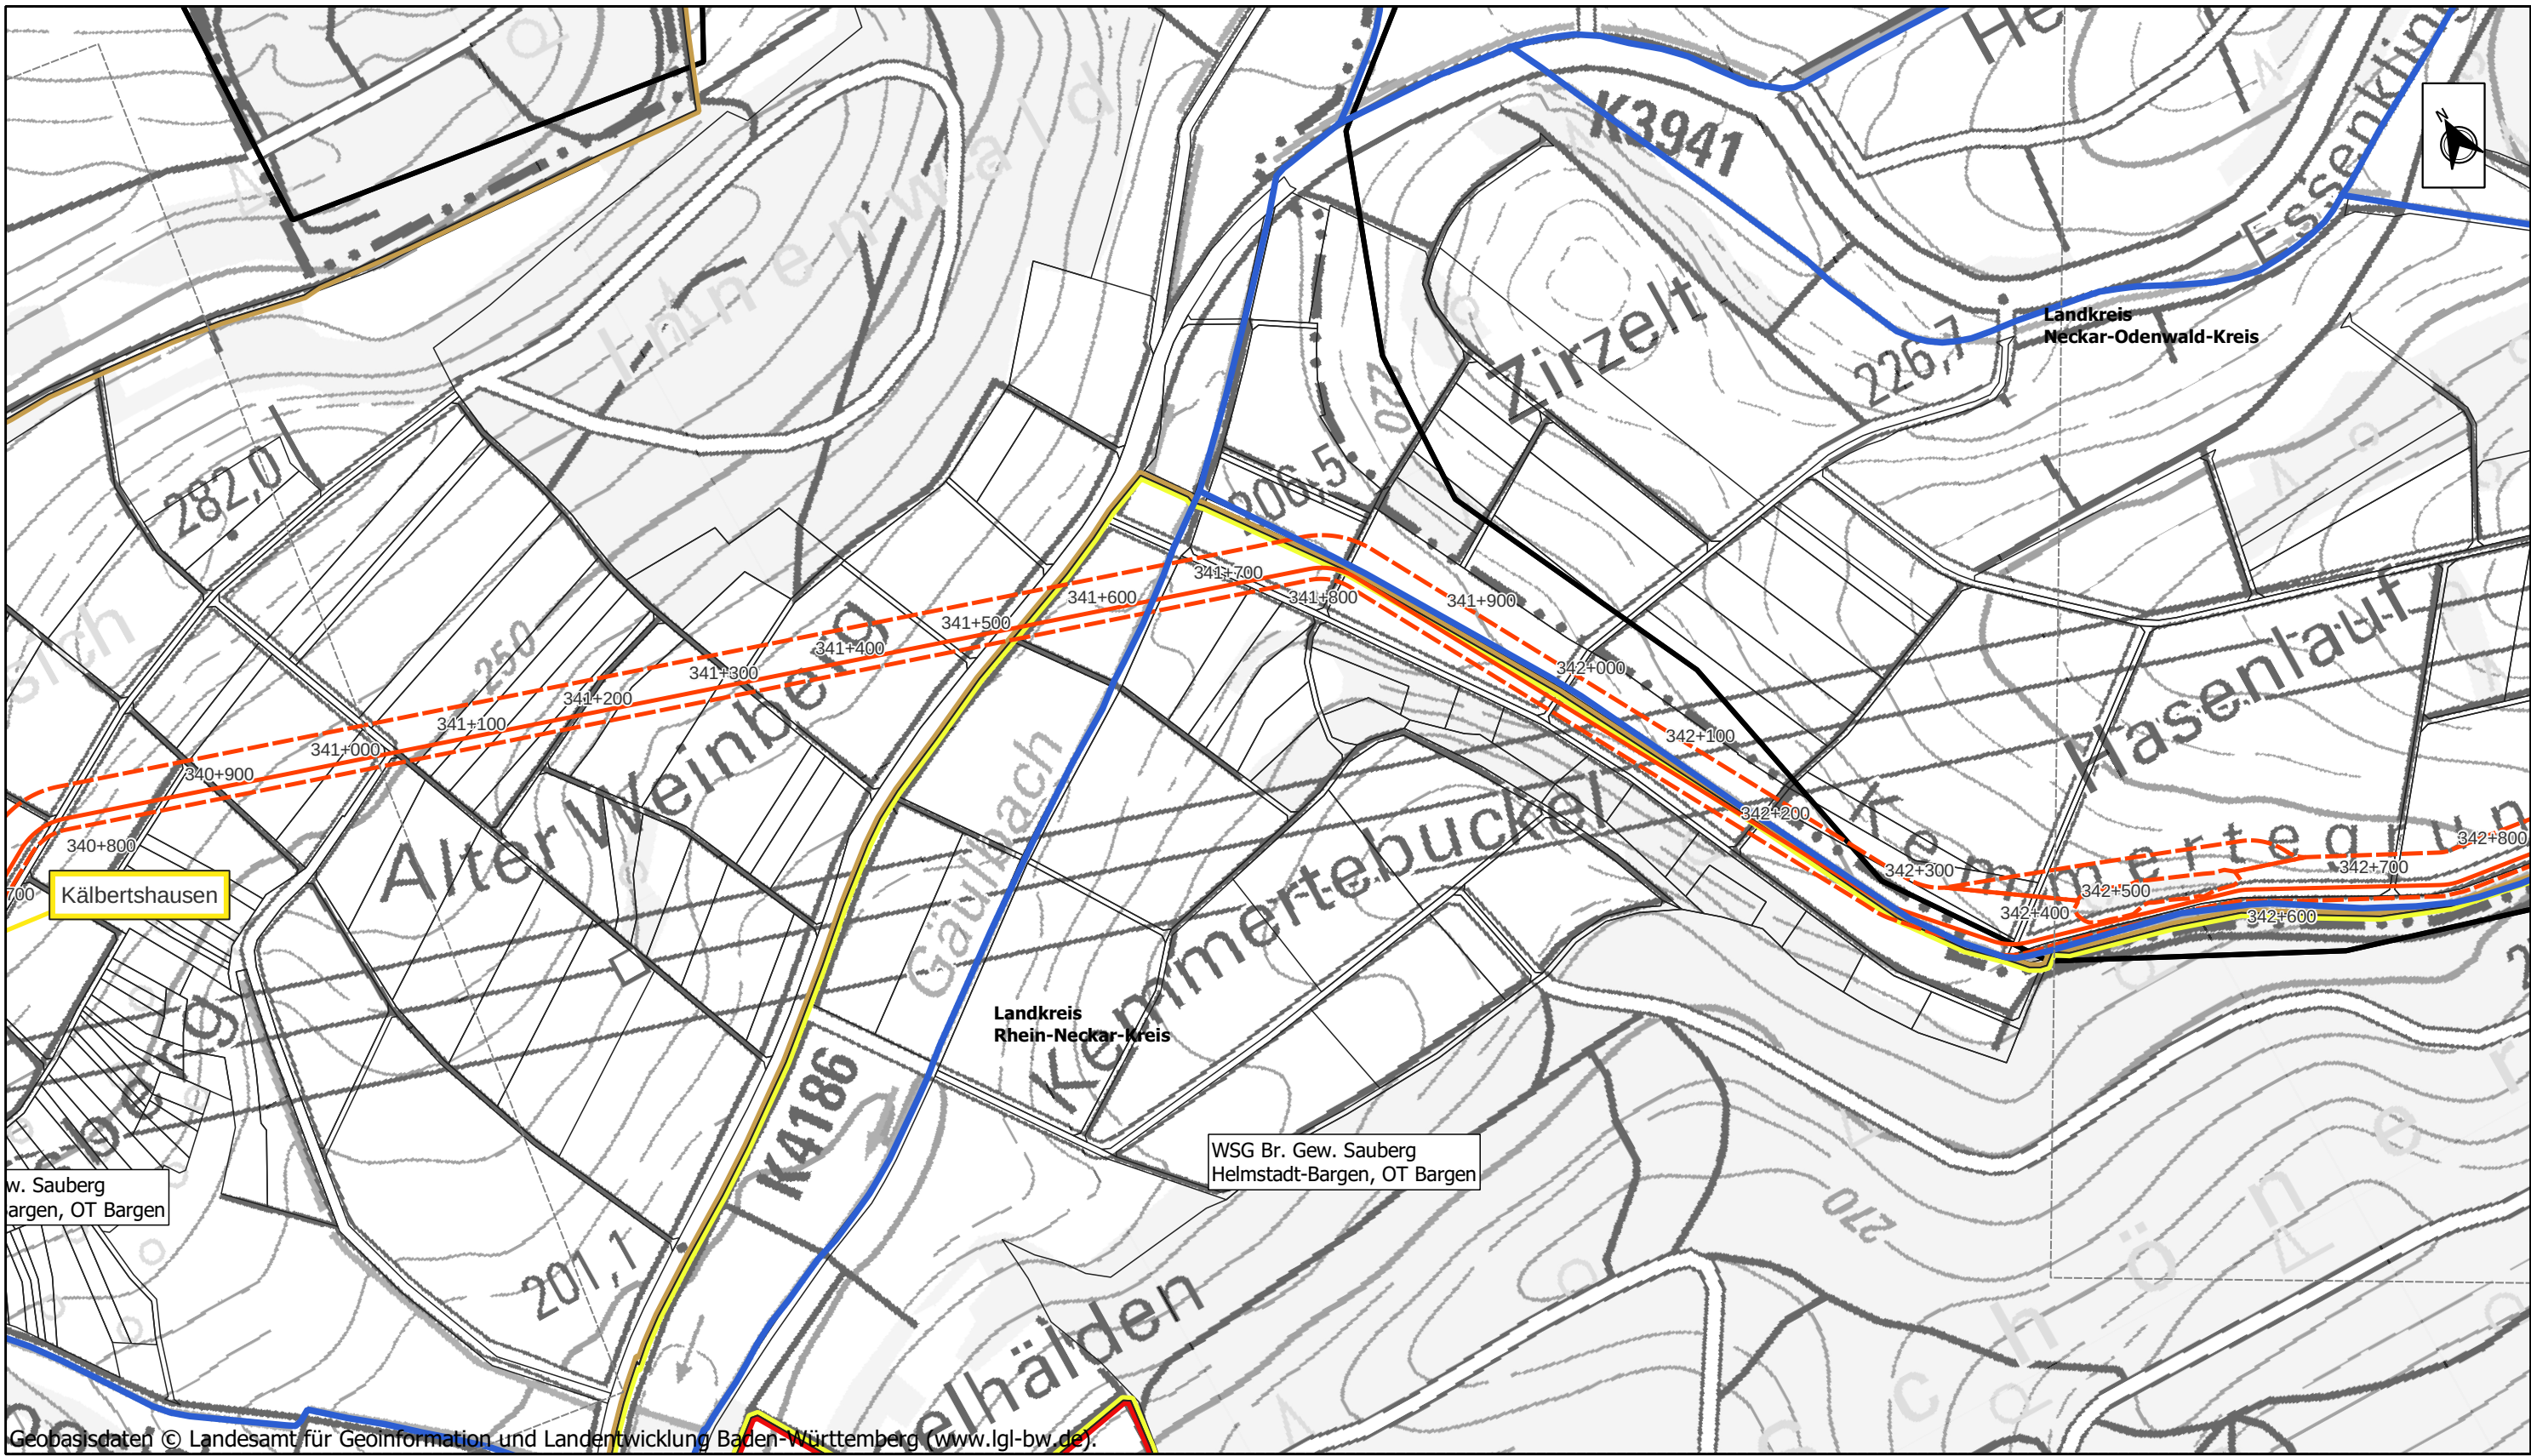 K3941
N
Innenwald
Landkreis
Neckar-Odenwald-Kreis
Zirzelt
226,7
220
282,0
206,5
250
341+700
341+600
341+800
341+900
341+500
341+400
341+300
341+200
341+100
341+000
340+900
340+800
700
342+000
342+100
342+200
342+300
342+400
342+500
342+600
342+700
342+800
Hasenlauf
Alter Weinberg
Kälbertshausen
Gäulbach
Kemmertebuckel
Landkreis
Rhein-Neckar-Kreis
K4186
WSG Br. Gew. Sauberg
Helmstadt-Bargen, OT Bargen
w. Sauberg
argen, OT Bargen
270
201,1
elhälden
Geobasisdaten © Landesamt für Geoinformation und Landentwicklung Baden-Württemberg (www.lgl-bw.de).